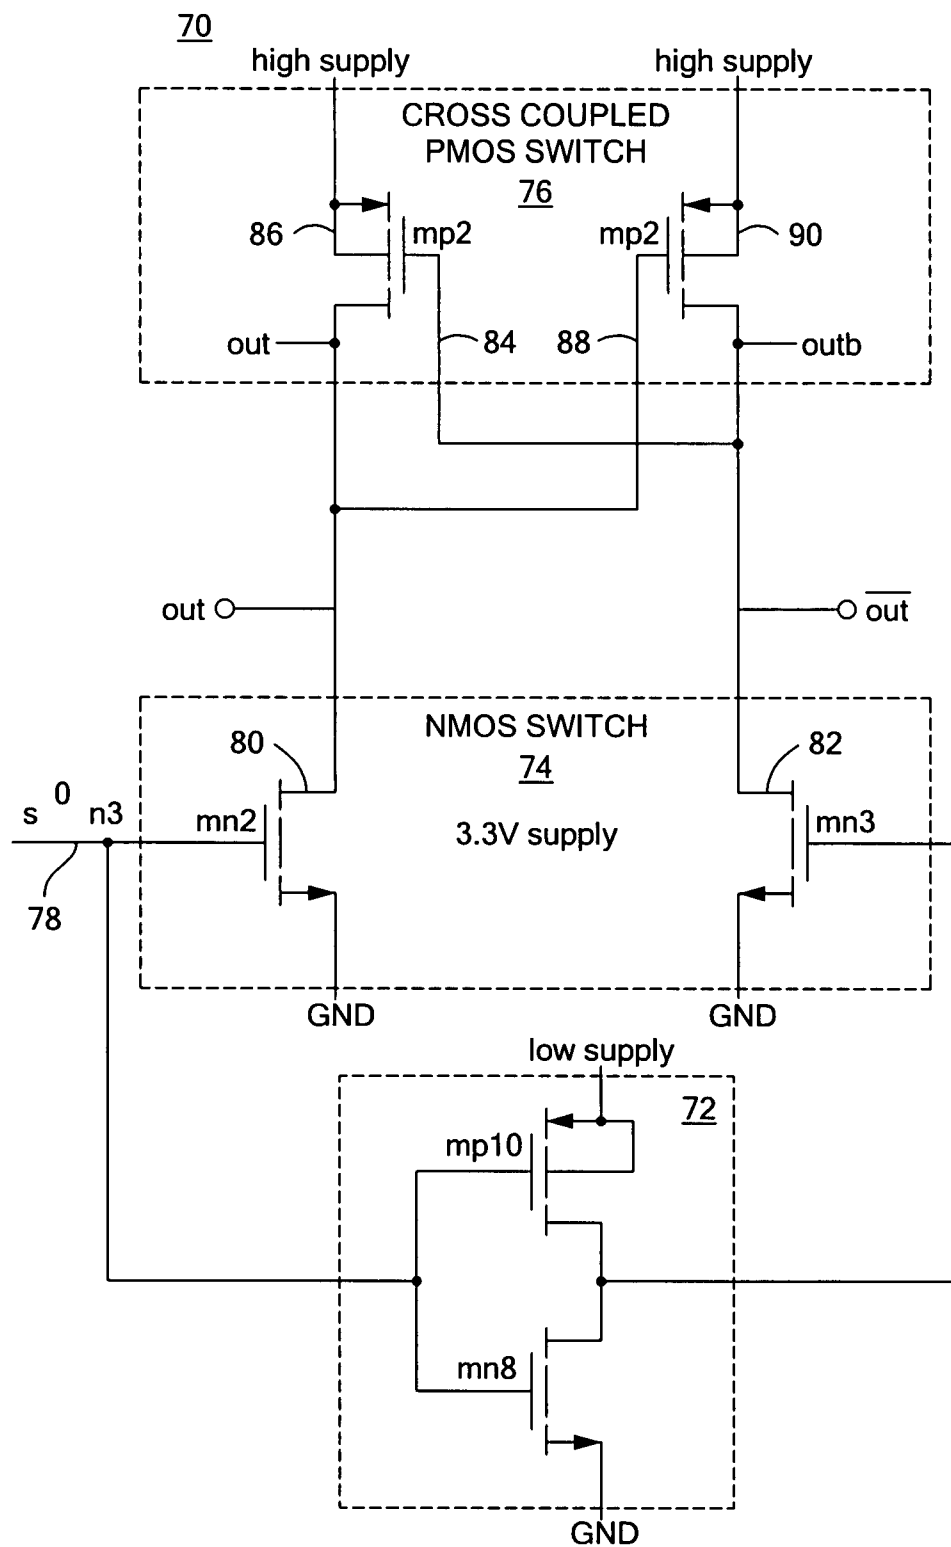 70
high supply high supply
CROSS COUPLED
PMOS SWITCH
76
86 mp2 mp2 90
out 84 88 outb
out out
NMOS SWITCH
80 74 82
s 0 n3 mn2 3.3V supply mn3
78
GND GND
low supply
72
mp10
mn8
GND